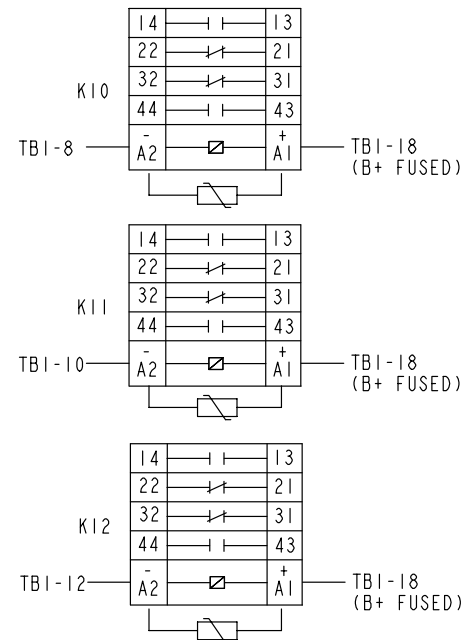 14 13
22 21
32 31
K10
44 43
- +
TB1-8 A2 A1 TB1-18
(B+ FUSED)
14 13
22 21
32 31
K11
44 43
- +
TB1-10 A2 A1 TB1-18
(B+ FUSED)
14 13
22 21
32 31
K12
44 43
- +
TB1-12 A2 A1 TB1-18
(B+ FUSED)